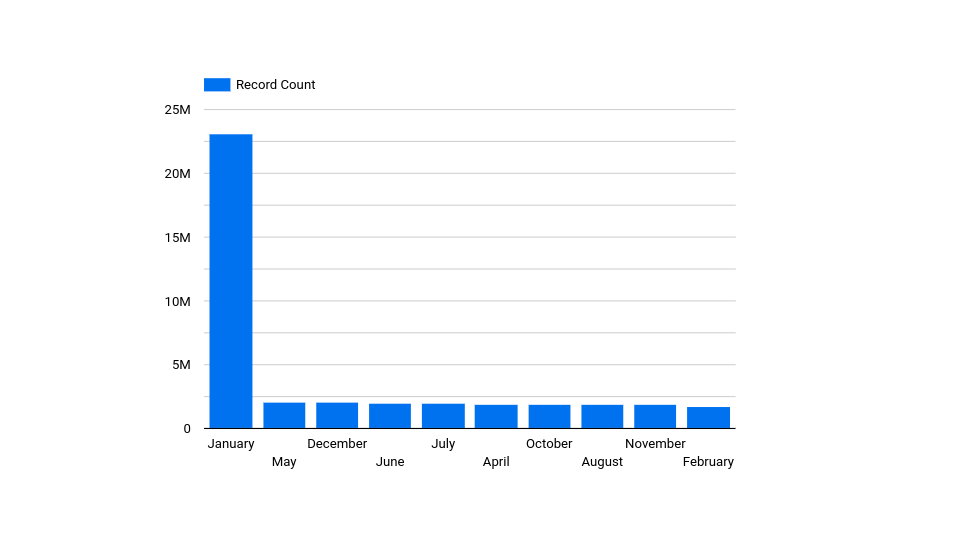 Record Count
25M
20M
15M
10M
5M
0
January
December
July
October
November
May
June
April
August
February